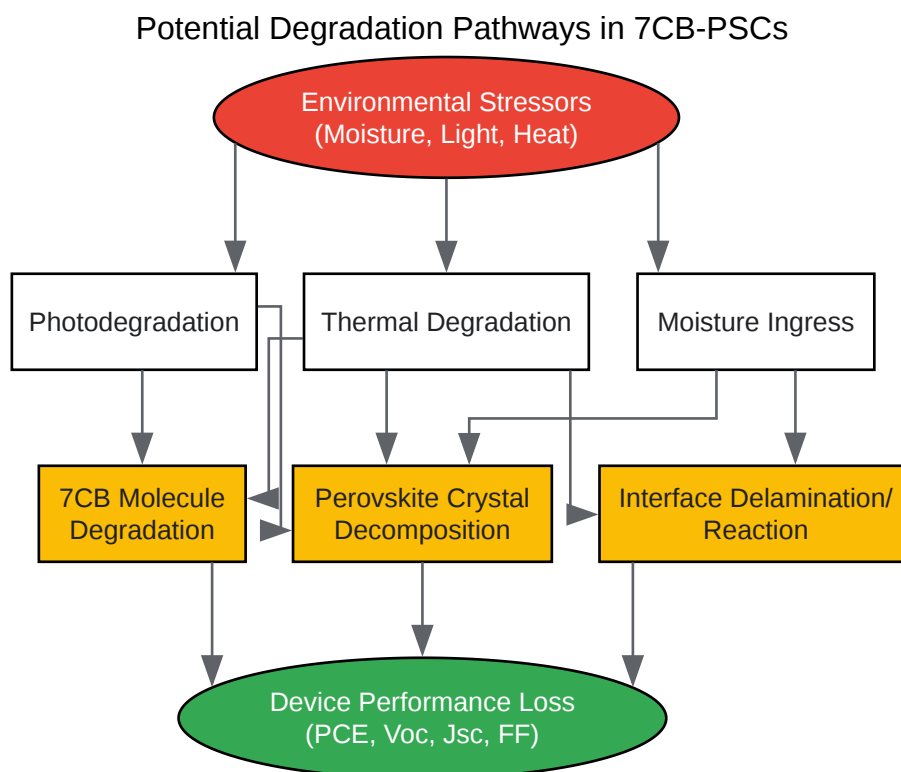 Potential Degradation Pathways in 7CB-PSCs
Environmental Stressors
(Moisture, Light, Heat)
Photodegradation
Thermal Degradation
Moisture Ingress
7CB Molecule
Degradation
Perovskite Crystal
Decomposition
Interface Delamination/
Reaction
Device Performance Loss
(PCE, Voc, Jsc, FF)